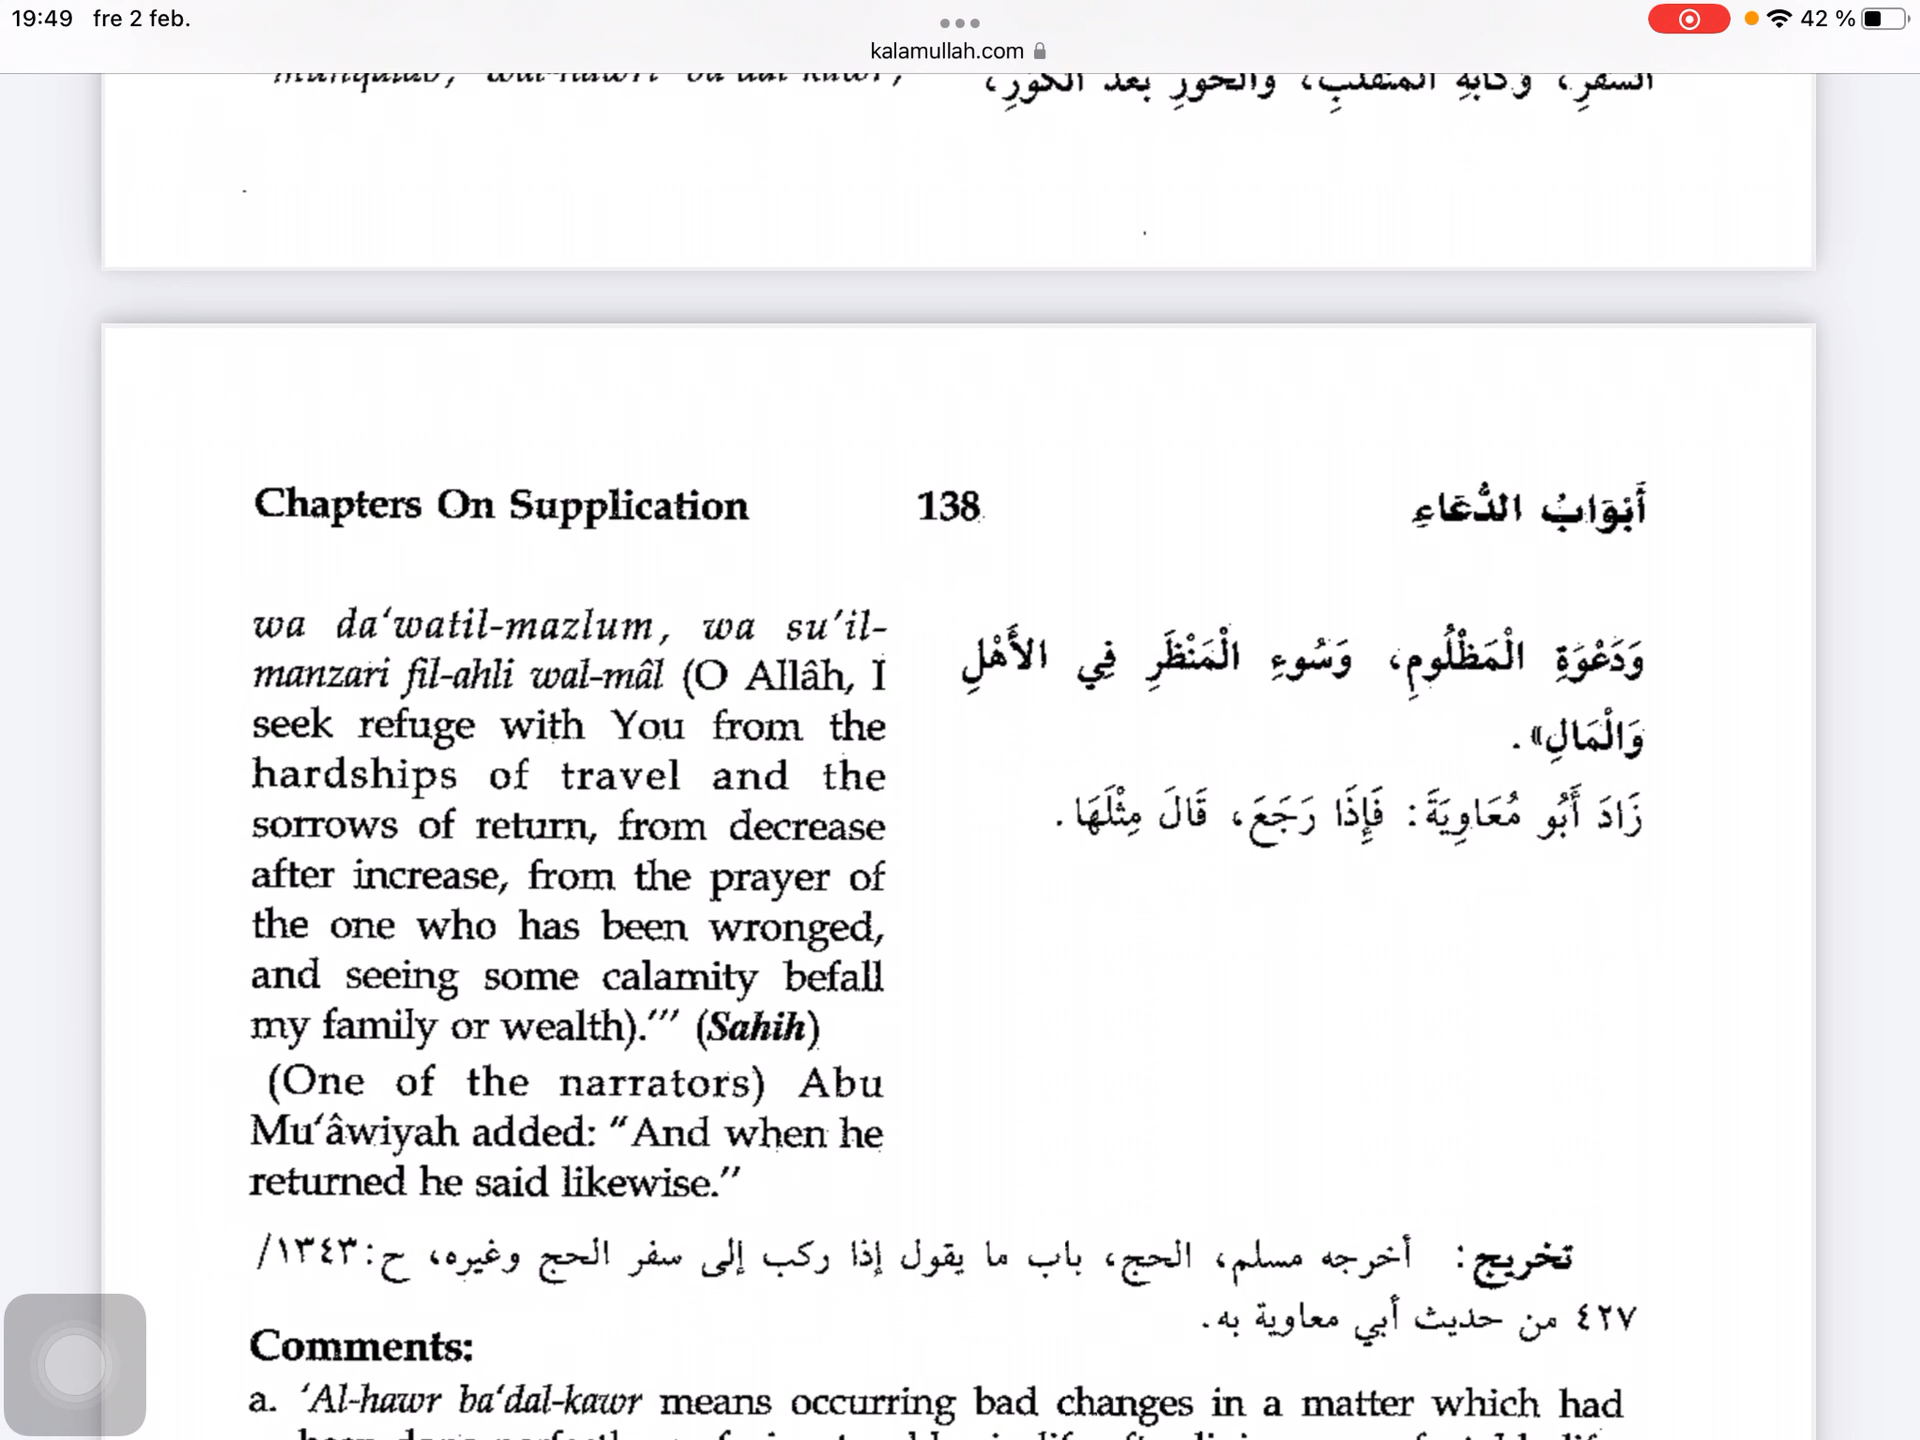 19:49 fre 2 feb.
42 %
kalamullah.com
munqalab, wal-hawri ba'dal-kawr,
السفرِ، وكآبةِ المنقلبِ، والحورِ بعد الكورِ،
Chapters On Supplication 138 أَبْوَابُ الدُّعَاءِ
wa da‘watil-mazlum, wa su’il-
manzari fil-ahli wal-mâl (O Allâh, I
seek refuge with You from the
hardships of travel and the
sorrows of return, from decrease
after increase, from the prayer of
the one who has been wronged,
and seeing some calamity befall
my family or wealth).’” (Sahih)
(One of the narrators) Abu
Mu‘âwiyah added: “And when he
returned he said likewise.”
وَدَعْوَةِ الْمَظْلُومِ، وَسُوءِ الْمَنْظَرِ فِي الأَهْلِ
وَالْمَالِ».
زَادَ أَبُو مُعَاوِيَةَ: فَإِذَا رَجَعَ، قَالَ مِثْلَهَا.
تخريج: أخرجه مسلم، الحج، باب ما يقول إذا ركب إلى سفر الحج وغيره، ح:١٣٤٣/
٤٢٧ من حديث أبي معاوية به.
Comments:
a. ‘Al-hawr ba‘dal-kawr means occurring bad changes in a matter which had